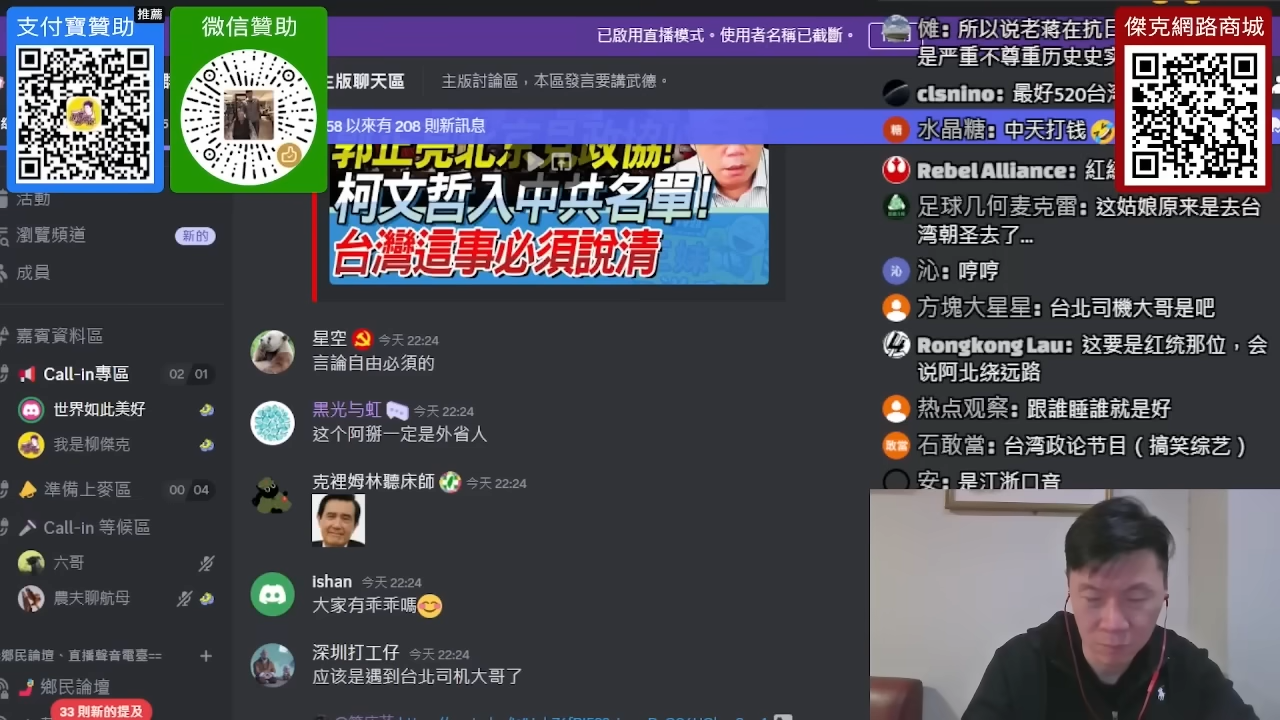 支付寶贊助
推薦
微信贊助
已啟用直播模式。使用者名稱已截斷。
主版聊天區
主版討論區，本區發言要講武德。
58 以來有 208 則新訊息
郭正亮北京見政協!
柯文哲入中共名單!
台灣這事必須說清
活動
瀏覽頻道
新的
成員
嘉賓資料區
Call-in專區
02 01
世界如此美好
我是柳傑克
準備上麥區
00 04
Call-in 等候區
六哥
農夫聊航母
鄉民論壇、直播聲音電臺==
鄉民論壇
33 則新的提及
星空 今天 22:24
言論自由必須的
黑光与虹 今天 22:24
这个阿掰一定是外省人
克裡姆林聽床師 今天 22:24
ishan 今天 22:24
大家有乖乖嗎
深圳打工仔 今天 22:24
应该是遇到台北司机大哥了
傑克網路商城
雠: 所以说老蒋在抗日
是严重不尊重历史史实
clsnino: 最好520台湾
水晶糖: 中天打钱
Rebel Alliance: 紅統
足球几何麦克雷: 这姑娘原来是去台
湾朝圣去了...
沁: 哼哼
方塊大星星: 台北司機大哥是吧
Rongkong Lau: 这要是红统那位，会
说阿北绕远路
热点观察: 跟誰睡誰就是好
石敢當: 台湾政论节目（搞笑综艺）
安: 是江浙口音